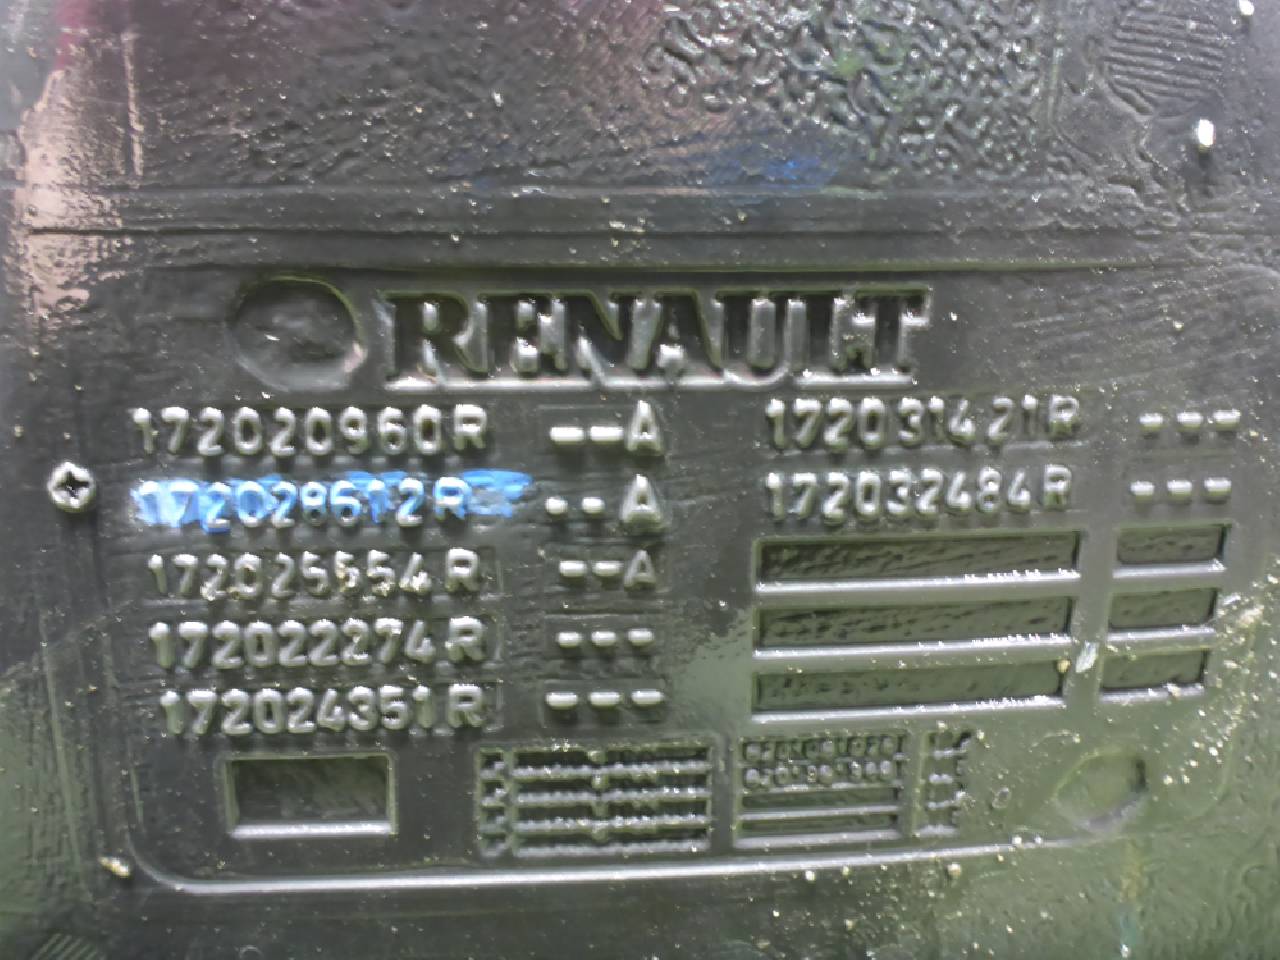 RENAULT
172020960R --A 172031421R ---
172028612R --A 172032484R ---
172025554R --A
172022274R ---
172024351R ---